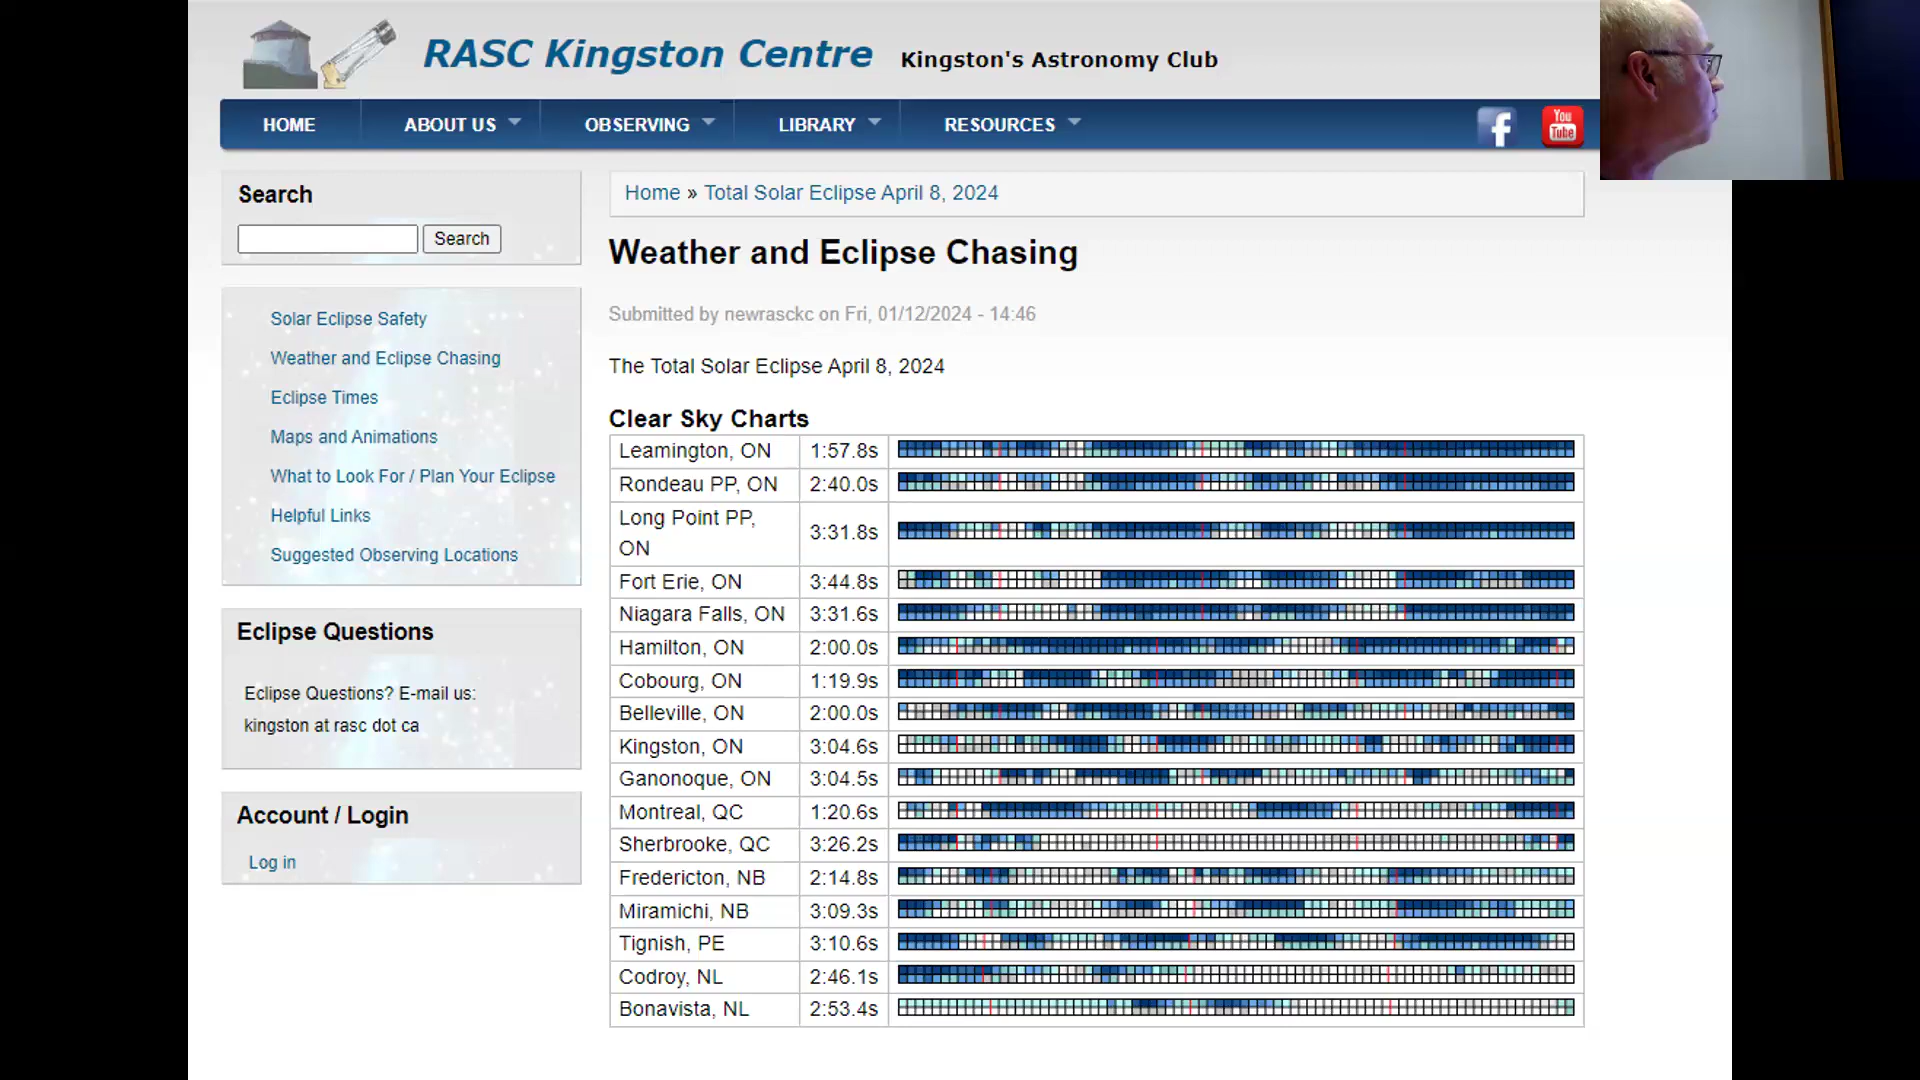 RASC Kingston Centre Kingston's Astronomy Club
HOME ABOUT US OBSERVING LIBRARY RESOURCES f You Tube
Search
Search
Solar Eclipse Safety
Weather and Eclipse Chasing
Eclipse Times
Maps and Animations
What to Look For / Plan Your Eclipse
Helpful Links
Suggested Observing Locations
Eclipse Questions
Eclipse Questions? E-mail us:
kingston at rasc dot ca
Account / Login
Log in
Home » Total Solar Eclipse April 8, 2024
Weather and Eclipse Chasing
Submitted by newrasckc on Fri, 01/12/2024 - 14:46
The Total Solar Eclipse April 8, 2024
Clear Sky Charts
Leamington, ON 1:57.8s
Rondeau PP, ON 2:40.0s
Long Point PP,
ON 3:31.8s
Fort Erie, ON 3:44.8s
Niagara Falls, ON 3:31.6s
Hamilton, ON 2:00.0s
Cobourg, ON 1:19.9s
Belleville, ON 2:00.0s
Kingston, ON 3:04.6s
Ganonoque, ON 3:04.5s
Montreal, QC 1:20.6s
Sherbrooke, QC 3:26.2s
Fredericton, NB 2:14.8s
Miramichi, NB 3:09.3s
Tignish, PE 3:10.6s
Codroy, NL 2:46.1s
Bonavista, NL 2:53.4s